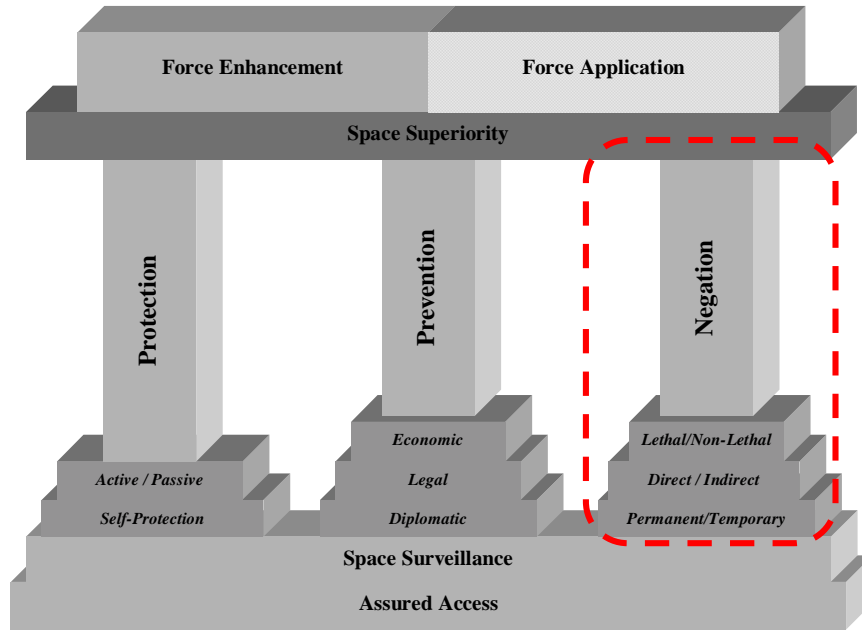 Force Enhancement
Force Application
Space Superiority
Protection
Prevention
Negation
Active / Passive
Self-Protection
Economic
Legal
Diplomatic
Lethal/Non-Lethal
Direct / Indirect
Permanent/Temporary
Space Surveillance
Assured Access